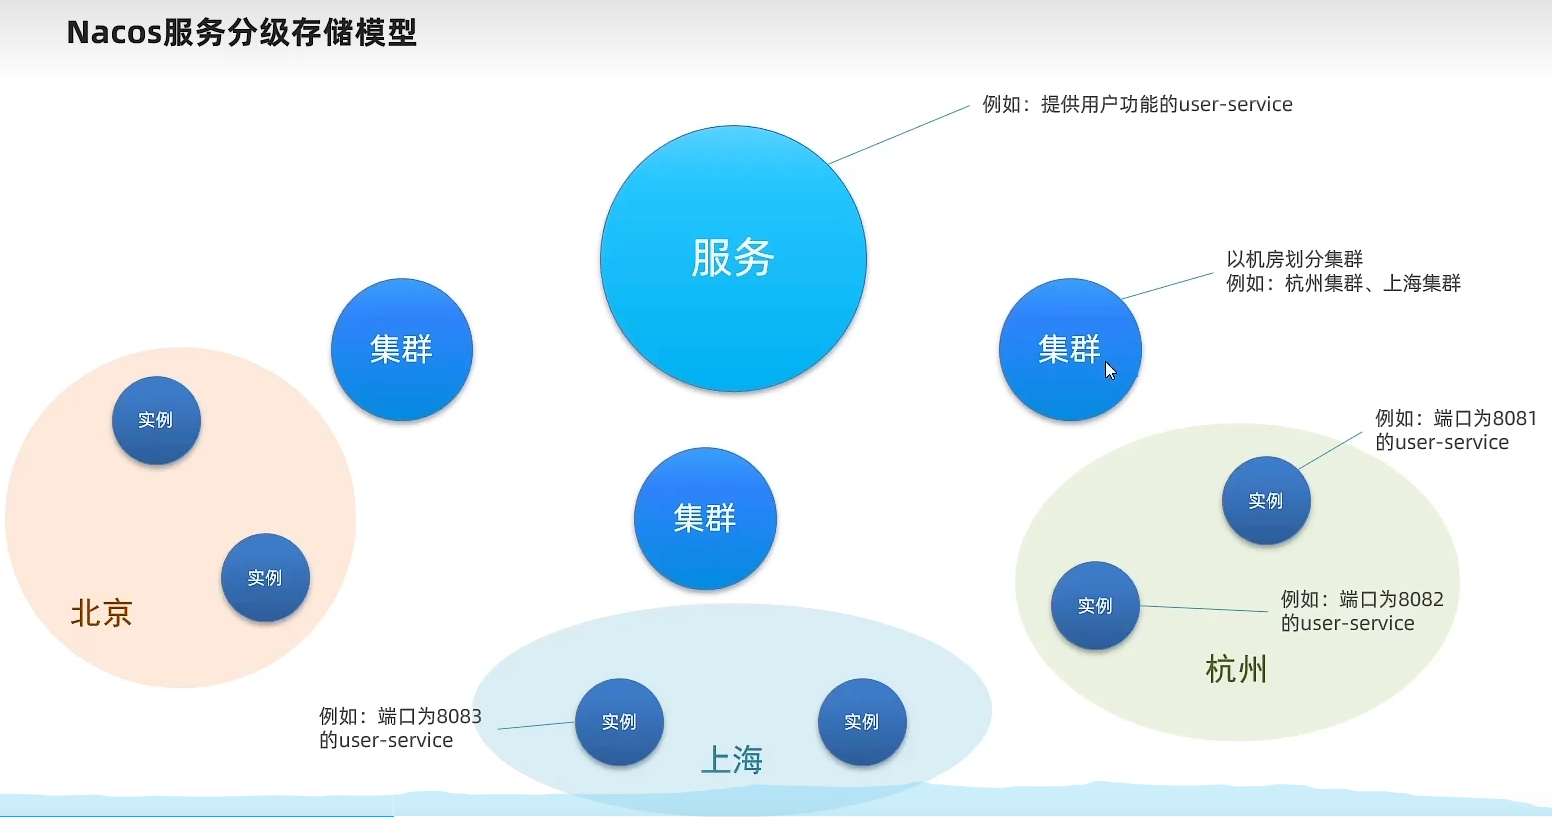 Nacos服务分级存储模型
例如：提供用户功能的user-service
服务
以机房划分集群
例如：杭州集群、上海集群
集群
集群
例如：端口为8081
的user-service
实例
实例
集群
实例
实例
例如：端口为8082
的user-service
实例
北京
杭州
例如：端口为8083
的user-service
实例
实例
上海